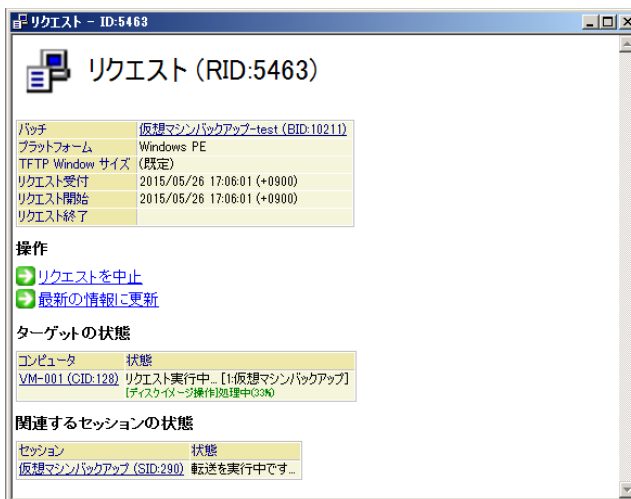 リクエスト - ID:5463
リクエスト (RID:5463)
バッチ 仮想マシンバックアップ-test (BID:10211)
プラットフォーム Windows PE
TFTP Window サイズ (既定)
リクエスト受付 2015/05/26 17:06:01 (+0900)
リクエスト開始 2015/05/26 17:06:01 (+0900)
リクエスト終了
操作
リクエストを中止
最新の情報に更新
ターゲットの状態
コンピュータ 状態
VM-001 (CID:128) リクエスト実行中... [1:仮想マシンバックアップ]
[ディスクイメージ操作]処理中(33%)
関連するセッションの状態
セッション 状態
仮想マシンバックアップ (SID:290) 転送を実行中です...